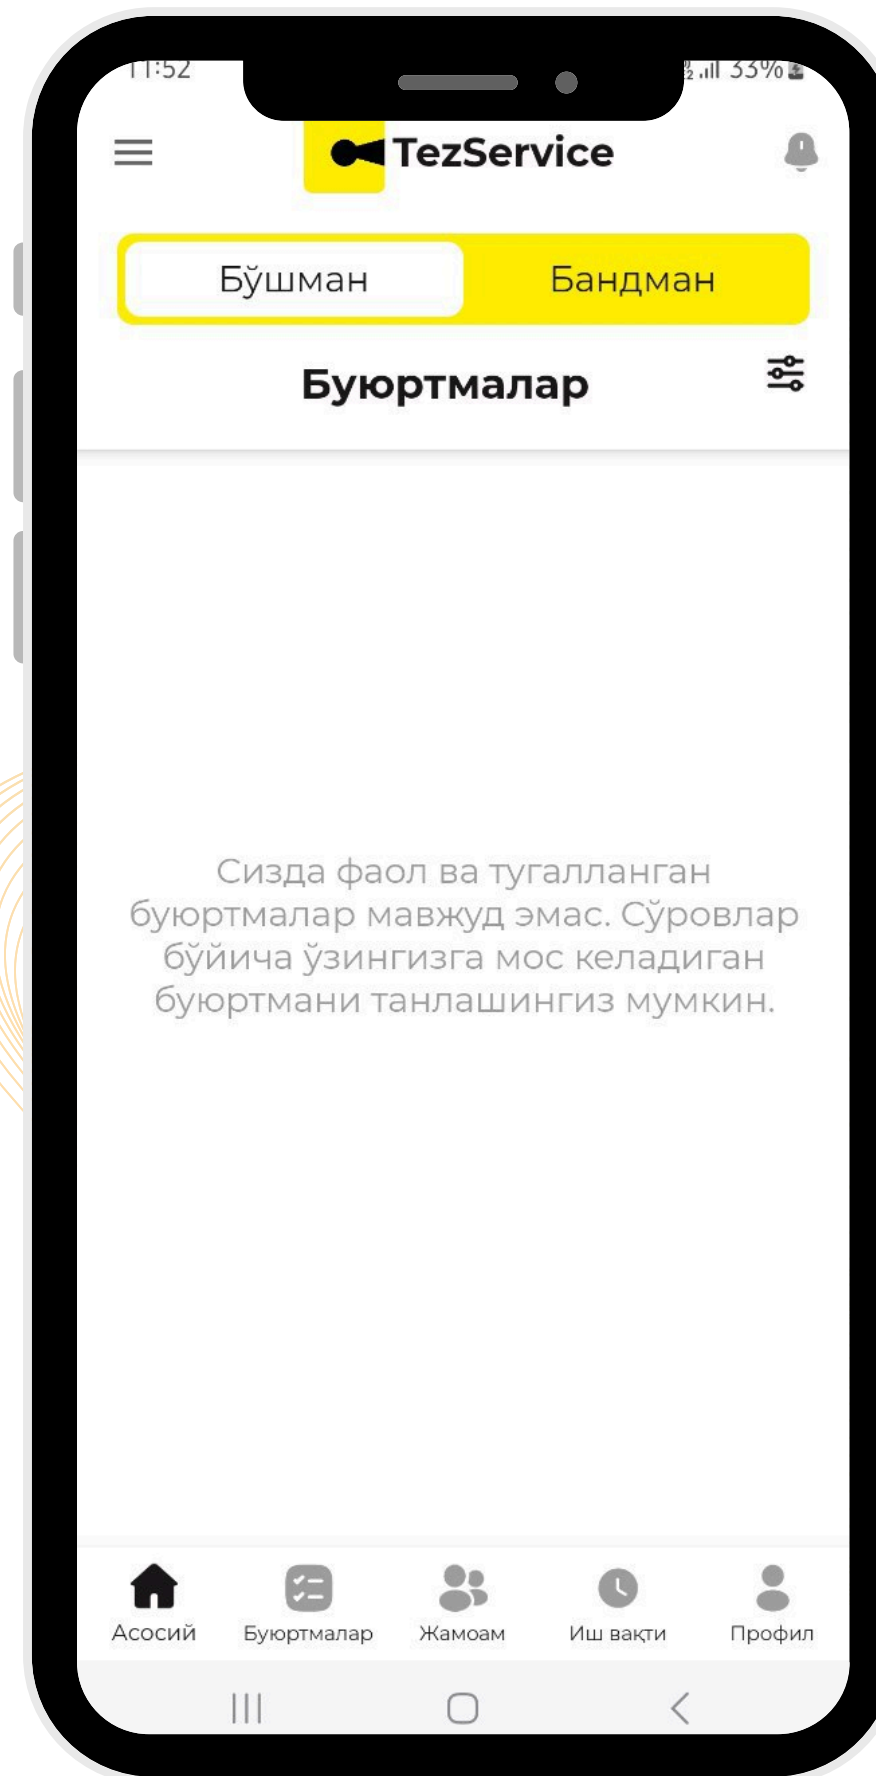 11:52
33%
TezService
Бўшман Бандман
Буюртмалар
Сизда фаол ва тугалланган
буюртмалар мавжуд эмас. Сўровлар
бўйича ўзингизга мос келадиган
буюртмани танлашингиз мумкин.
Асосий Буюртмалар Жамоам Иш вақти Профил